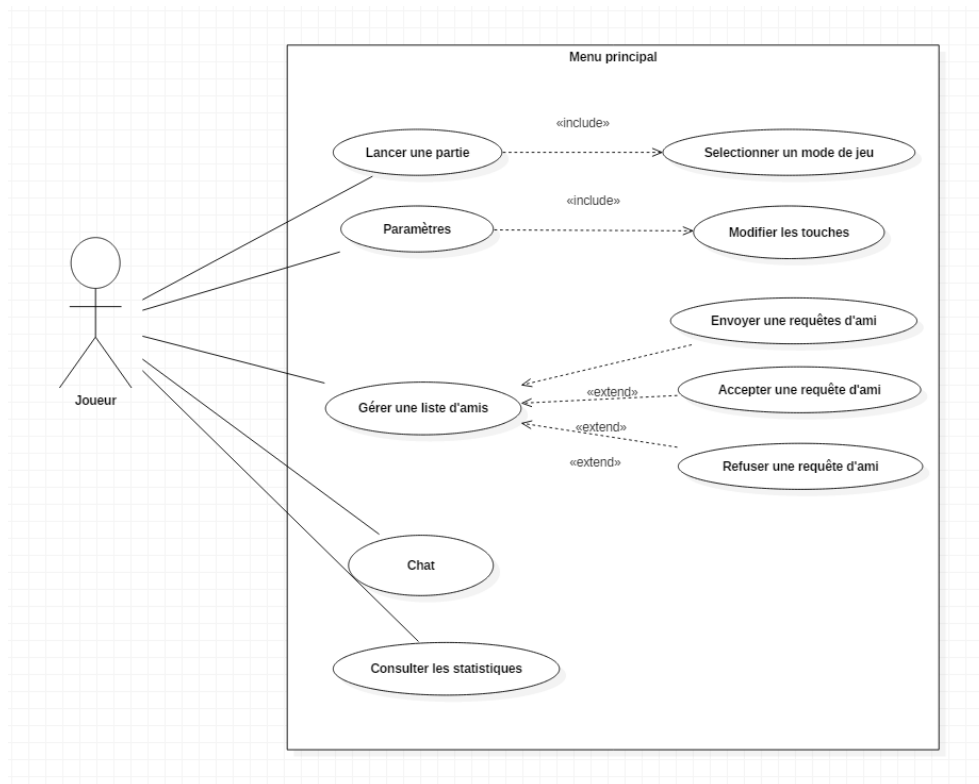 Menu principal
«include»
Lancer une partie
Selectionner un mode de jeu
«include»
Paramètres
Modifier les touches
Envoyer une requêtes d'ami
Accepter une requête d'ami
«extend»
Joueur
Gérer une liste d'amis
«extend»
«extend»
Refuser une requête d'ami
Chat
Consulter les statistiques